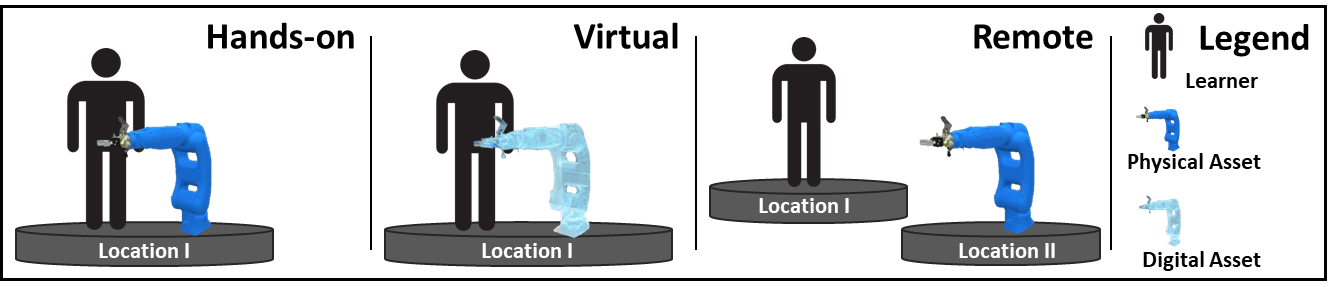 Hands-on
Location I
Virtual
Location I
Remote
Location I
Location II
Legend
Learner
Physical Asset
Digital Asset